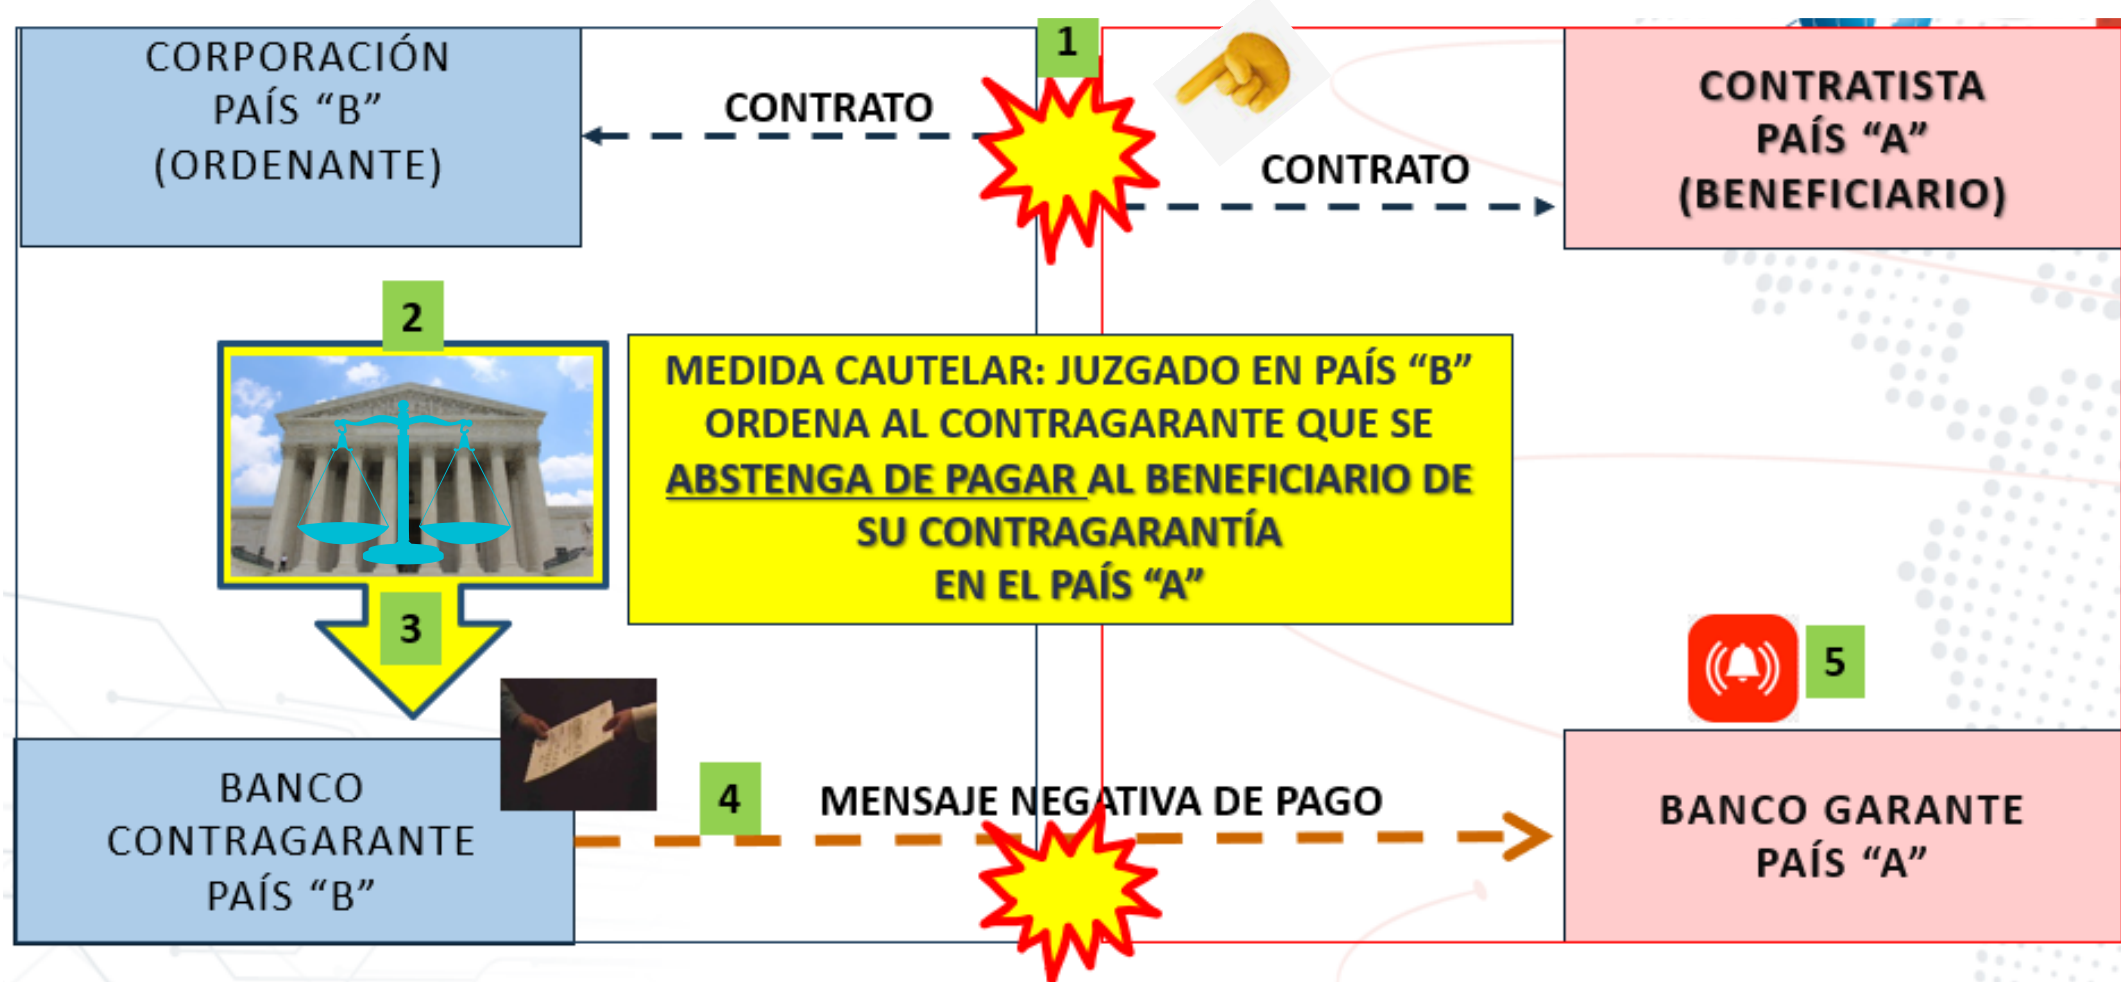 1
CORPORACIÓN
PAÍS “B”
(ORDENANTE)
CONTRATO
CONTRATO
CONTRATISTA
PAÍS “A”
(BENEFICIARIO)
2
MEDIDA CAUTELAR: JUZGADO EN PAÍS “B”
ORDENA AL CONTRAGARANTE QUE SE
ABSTENGA DE PAGAR AL BENEFICIARIO DE
SU CONTRAGARANTÍA
EN EL PAÍS “A”
3
5
BANCO
CONTRAGARANTE
PAÍS “B”
4
MENSAJE NEGATIVA DE PAGO
BANCO GARANTE
PAÍS “A”